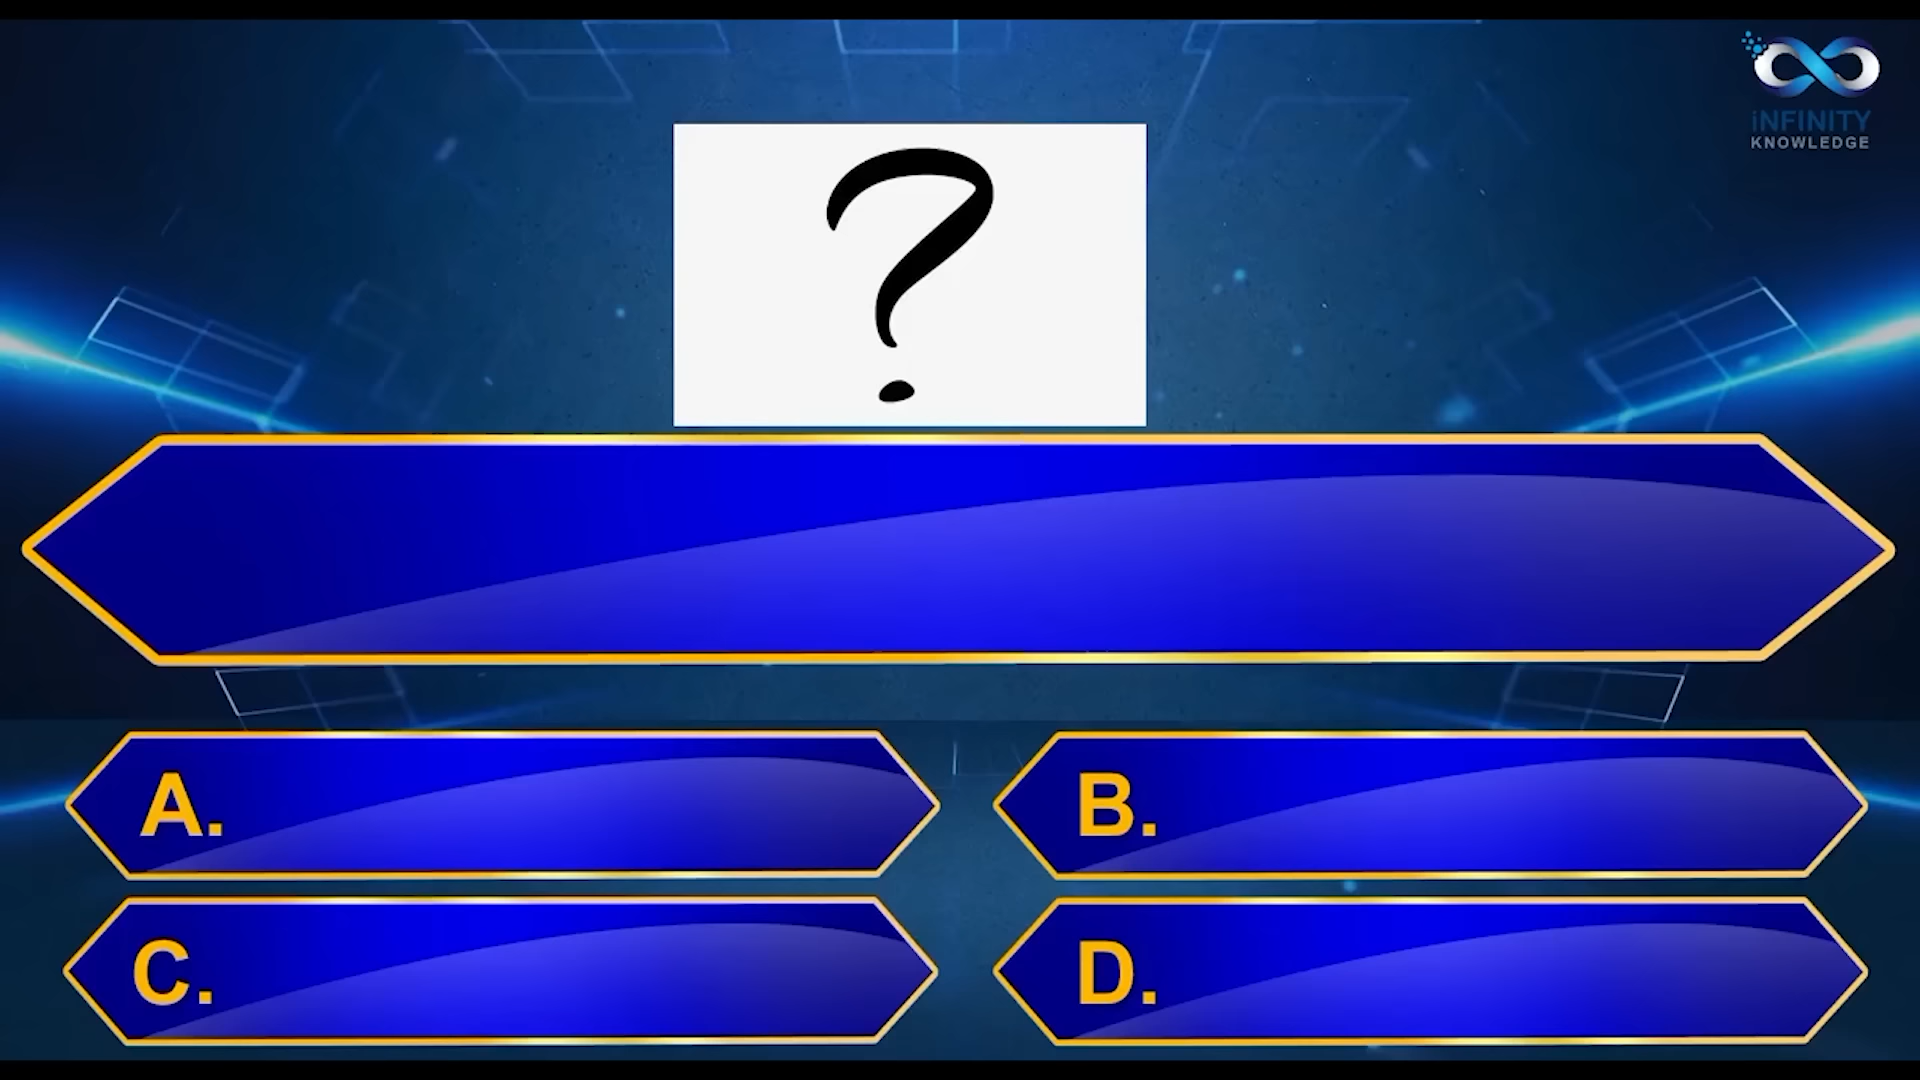 iNFINITY
KNOWLEDGE
?
A.
B.
C.
D.